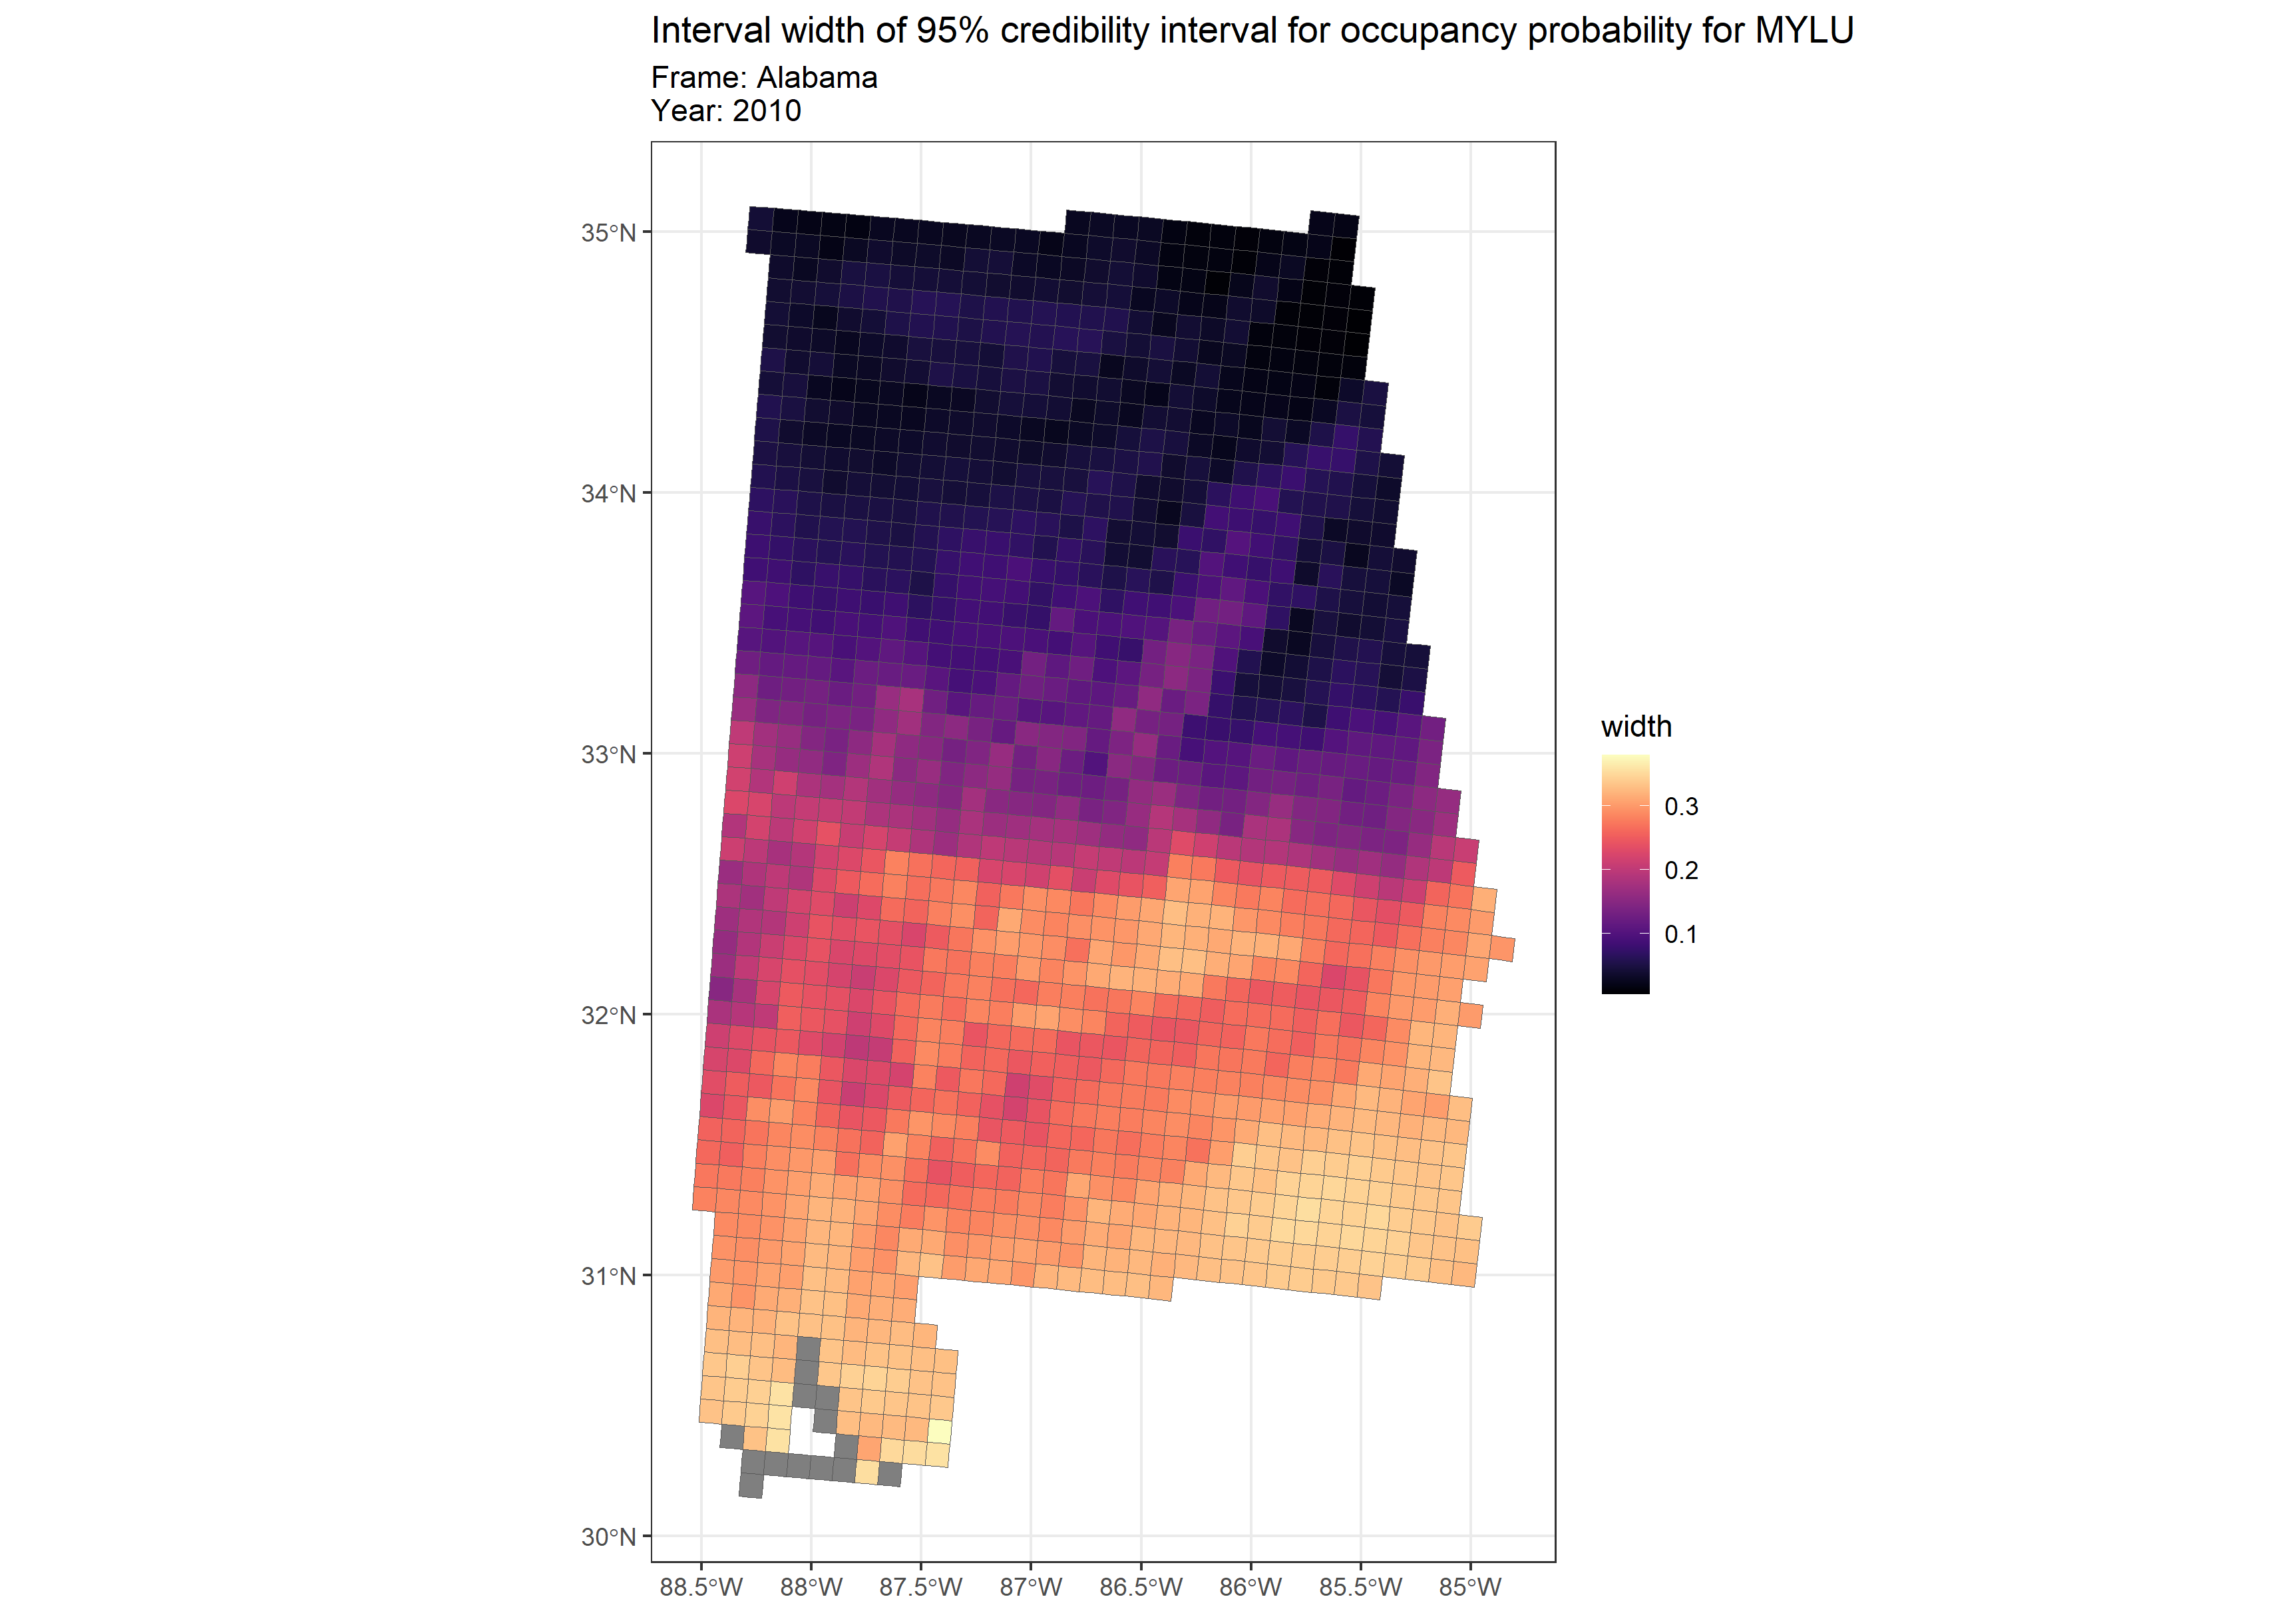 Interval width of 95% credibility interval for occupancy probability for MYLU
Frame: Alabama
Year: 2010
35°N
34°N
33°N
32°N
31°N
30°N
88.5°W
88°W
87.5°W
87°W
86.5°W
86°W
85.5°W
85°W
width
0.3
0.2
0.1